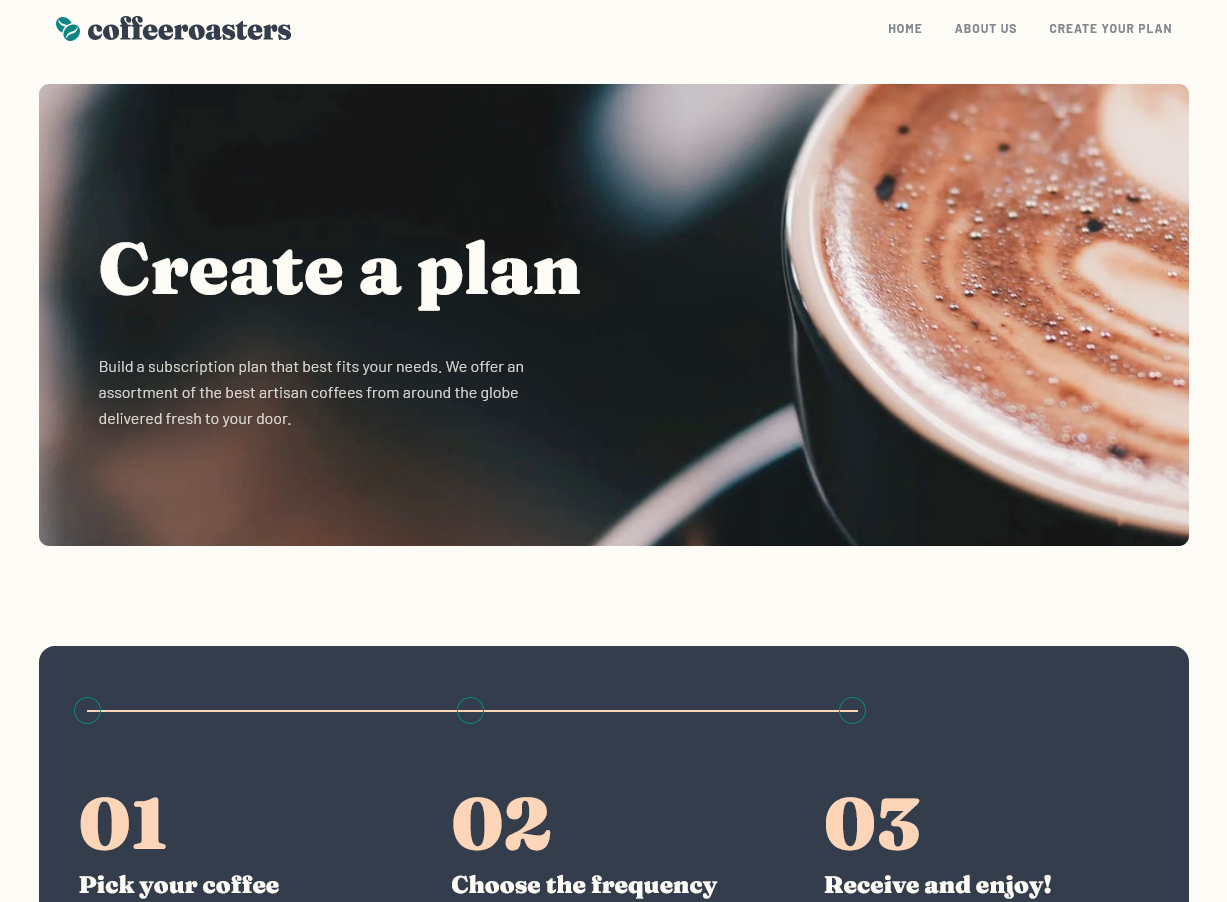 coffeeroasters
HOME ABOUT US CREATE YOUR PLAN
Create a plan
Build a subscription plan that best fits your needs. We offer an
assortment of the best artisan coffees from around the globe
delivered fresh to your door.
01 02 03
Pick your coffee Choose the frequency Receive and enjoy!